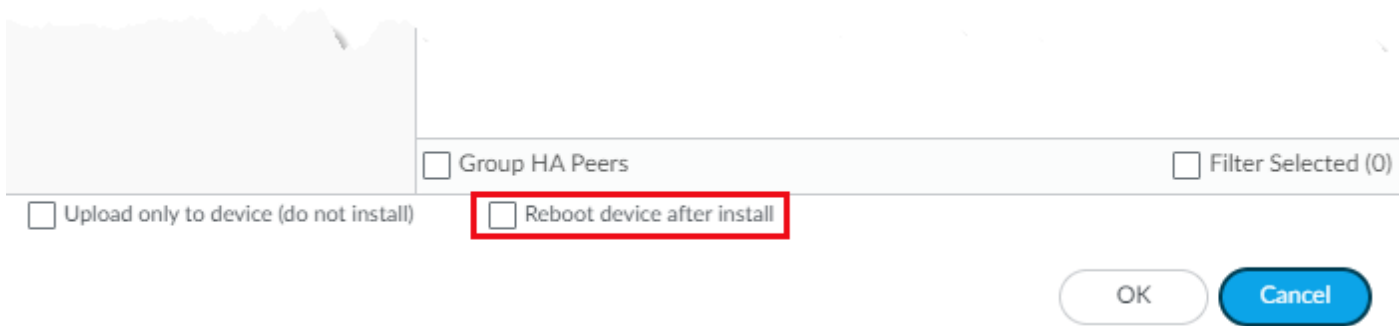 Group HA Peers Filter Selected (0)
Upload only to device (do not install) Reboot device after install
OK Cancel